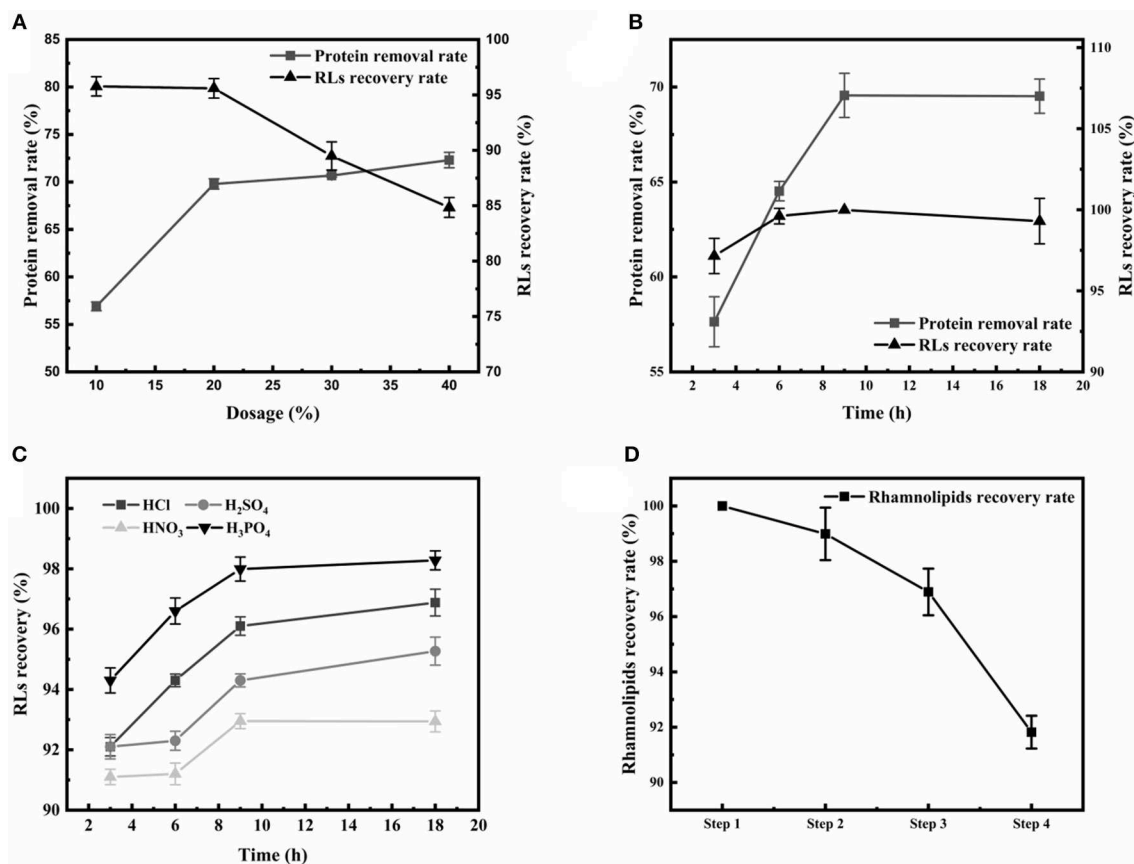 A
Protein removal rate
RLs recovery rate
85
80
75
70
65
60
55
50
100
95
90
85
80
75
70
10 15 20 25 30 35 40
Protein removal rate (%)
RLs recovery rate (%)
Dosage (%)
B
Protein removal rate
RLs recovery rate
70
65
60
55
110
105
100
95
90
2 4 6 8 10 12 14 16 18 20
Protein removal rate (%)
RLs recovery rate (%)
Time (h)
C
HCl H₂SO₄
HNO₃ H₃PO₄
100
98
96
94
92
90
2 4 6 8 10 12 14 16 18 20
RLs recovery (%)
Time (h)
D
Rhamnolipids recovery rate
100
98
96
94
92
90
Step 1 Step 2 Step 3 Step 4
Rhamnolipids recovery rate (%)